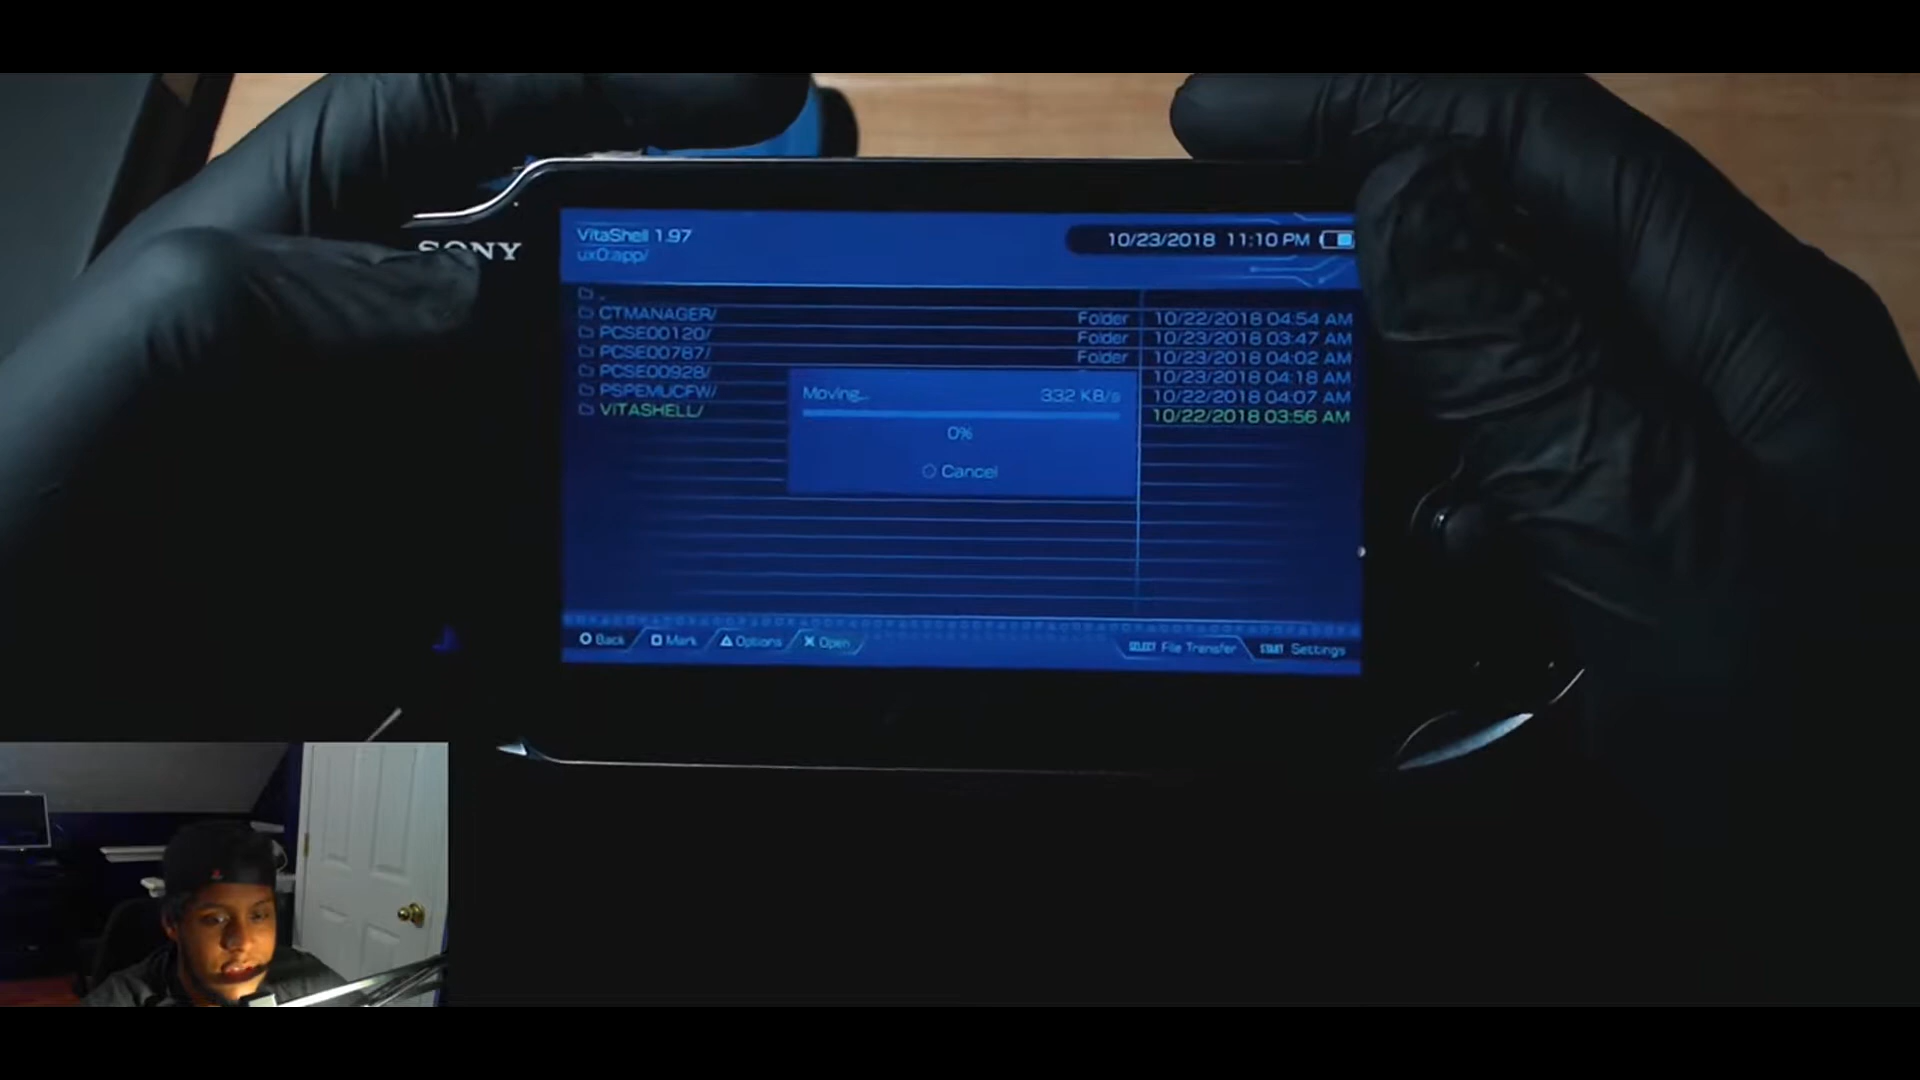 SONY
VitaShell 1.97
ux0:app/
10/23/2018 11:10 PM
..
CTMANAGER/ Folder 10/22/2018 04:54 AM
PCSE00120/ Folder 10/23/2018 03:47 AM
PCSE00787/ Folder 10/23/2018 04:02 AM
PCSE00928/ 10/23/2018 04:18 AM
PSPEMUCFW/ 10/22/2018 04:07 AM
VITASHELL/ 10/22/2018 03:56 AM
Moving... 332 KB/s
0%
Cancel
Back Mark Options Open SELECT File Transfer START Settings